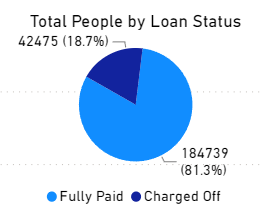 Total People by Loan Status
42475 (18.7%)
184739
(81.3%)
Fully Paid Charged Off